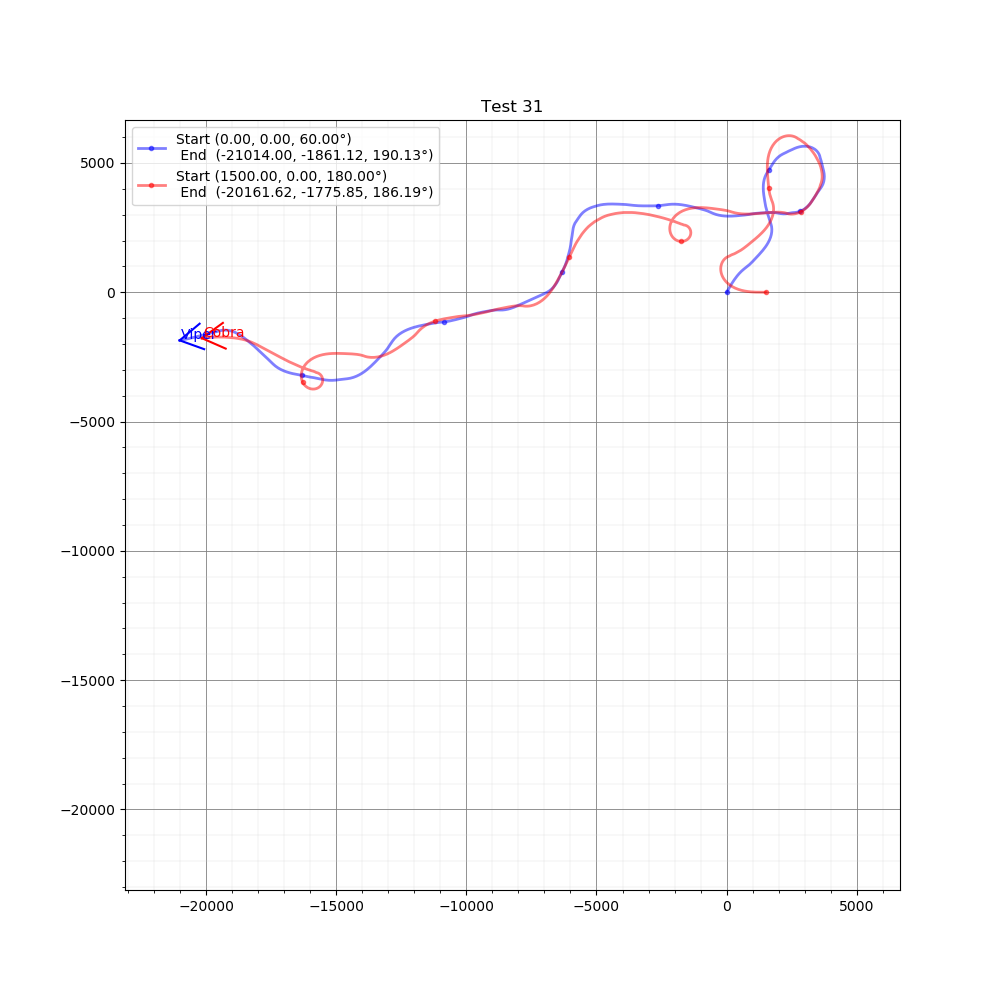 Test 31
Start (0.00, 0.00, 60.00°)
End  (-21014.00, -1861.12, 190.13°)
Start (1500.00, 0.00, 180.00°)
End  (-20161.62, -1775.85, 186.19°)
5000
0
−5000
−10000
−15000
−20000
Viper
Cobra
−20000 −15000 −10000 −5000 0 5000